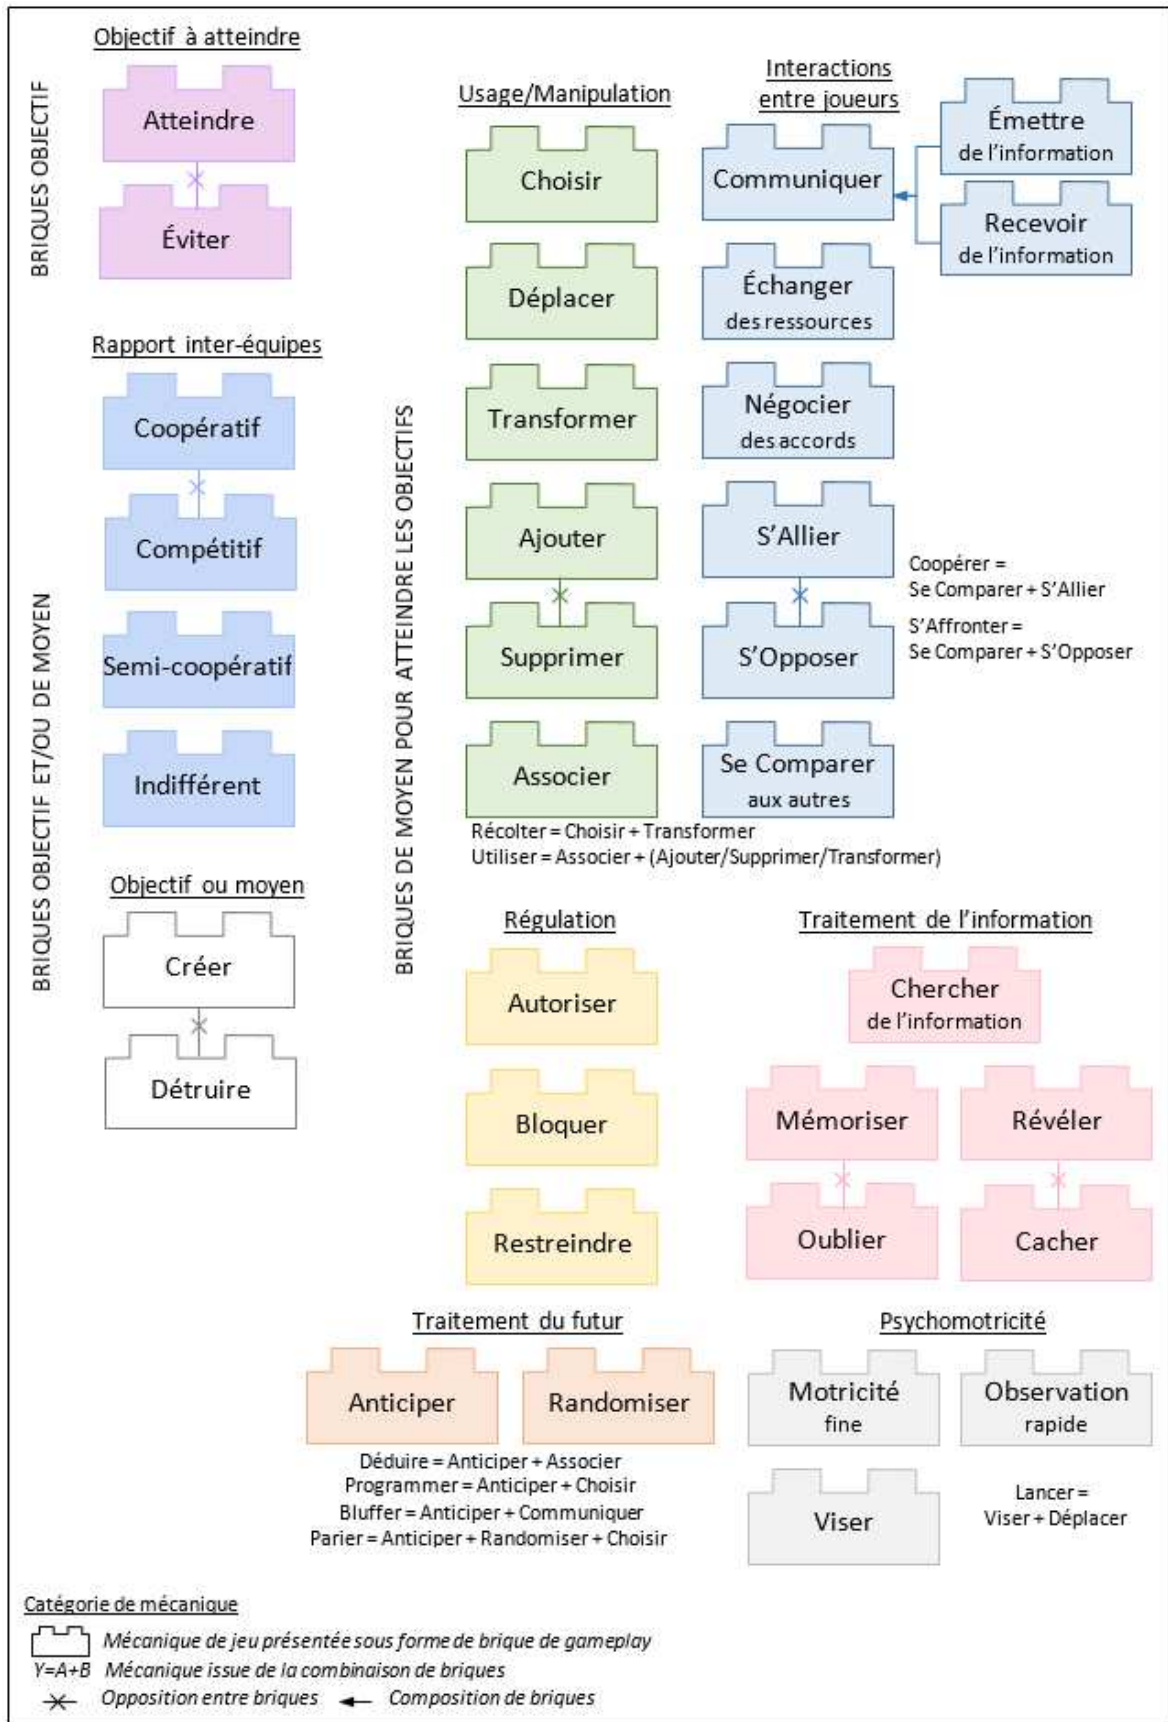 BRIQUES OBJECTIF
Objectif à atteindre
Atteindre
Éviter
BRIQUES OBJECTIF ET/OU DE MOYEN
Rapport inter-équipes
Coopératif
Compétitif
Semi-coopératif
Indifférent
Objectif ou moyen
Créer
Détruire
BRIQUES DE MOYEN POUR ATTEINDRE LES OBJECTIFS
Usage/Manipulation
Choisir
Déplacer
Transformer
Ajouter
Supprimer
Associer
Récolter = Choisir + Transformer
Utiliser = Associer + (Ajouter/Supprimer/Transformer)
Interactions
entre joueurs
Communiquer
Émettre
de l'information
Recevoir
de l'information
Échanger
des ressources
Négocier
des accords
S'Allier
S'Opposer
Coopérer =
Se Comparer + S'Allier
S'Affronter =
Se Comparer + S'Opposer
Se Comparer
aux autres
Régulation
Autoriser
Bloquer
Restreindre
Traitement de l'information
Chercher
de l'information
Mémoriser
Révéler
Oublier
Cacher
Traitement du futur
Anticiper
Randomiser
Déduire = Anticiper + Associer
Programmer = Anticiper + Choisir
Bluffer = Anticiper + Communiquer
Parier = Anticiper + Randomiser + Choisir
Psychomotricité
Motricité
fine
Observation
rapide
Viser
Lancer =
Viser + Déplacer
Catégorie de mécanique
Mécanique de jeu présentée sous forme de brique de gameplay
Y=A+B Mécanique issue de la combinaison de briques
Opposition entre briques
Composition de briques